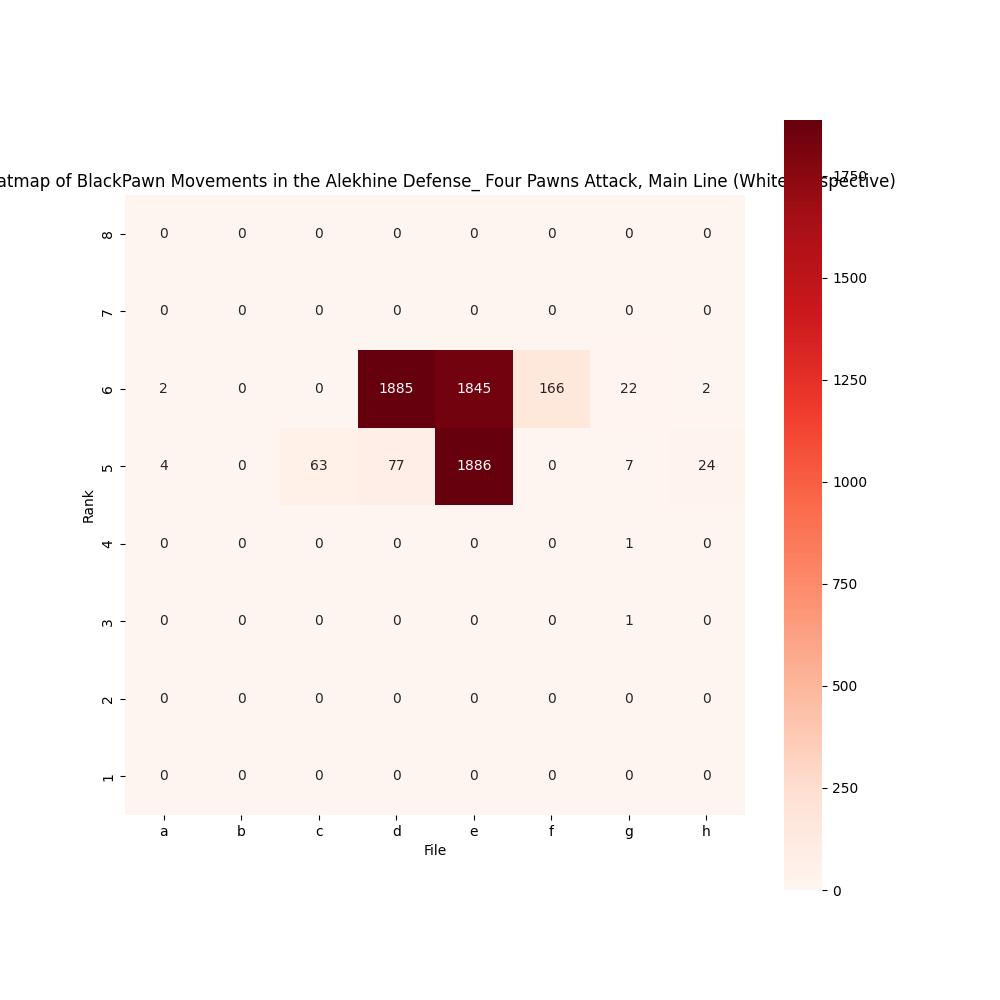 atmap of BlackPawn Movements in the Alekhine Defense_ Four Pawns Attack, Main Line (White Perspective)
1750
8 0 0 0 0 0 0 0 0
7 0 0 0 0 0 0 0 0
1500
6 2 0 0 1885 1845 166 22 2
1250
5 4 0 63 77 1886 0 7 24
1000
Rank
4 0 0 0 0 0 0 1 0
750
3 0 0 0 0 0 0 1 0
500
2 0 0 0 0 0 0 0 0
250
1 0 0 0 0 0 0 0 0
a b c d e f g h
File
0